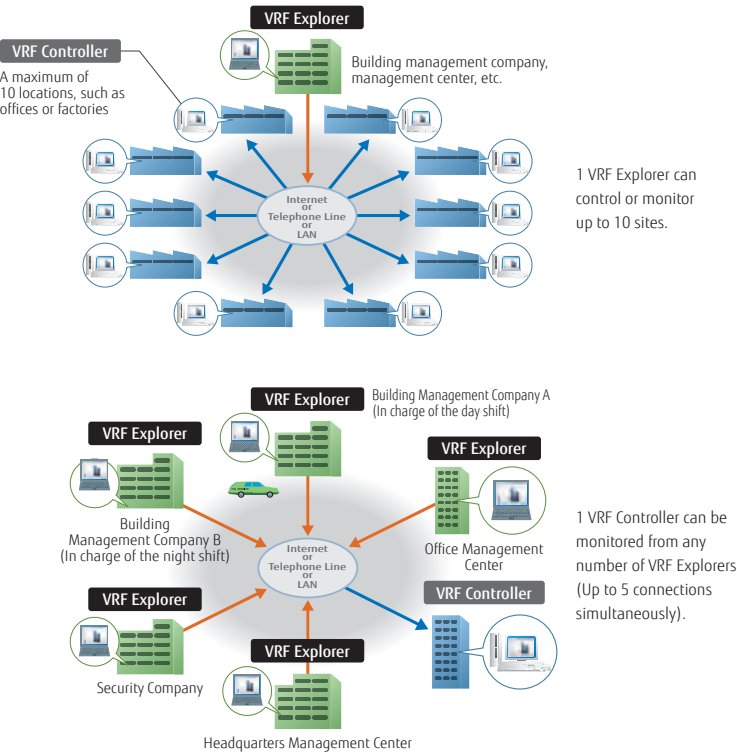 VRF Explorer
VRF Controller
A maximum of
10 locations, such as
offices or factories
Building management company,
management center, etc.
Internet
or
Telephone Line
or
LAN
1 VRF Explorer can
control or monitor
up to 10 sites.
VRF Explorer
Building Management Company A
(In charge of the day shift)
VRF Explorer
Building
Management Company B
(In charge of the night shift)
VRF Explorer
Office Management
Center
Internet
or
Telephone Line
or
LAN
1 VRF Controller can be
monitored from any
number of VRF Explorers
(Up to 5 connections
simultaneously).
VRF Explorer
Security Company
VRF Controller
VRF Explorer
Headquarters Management Center